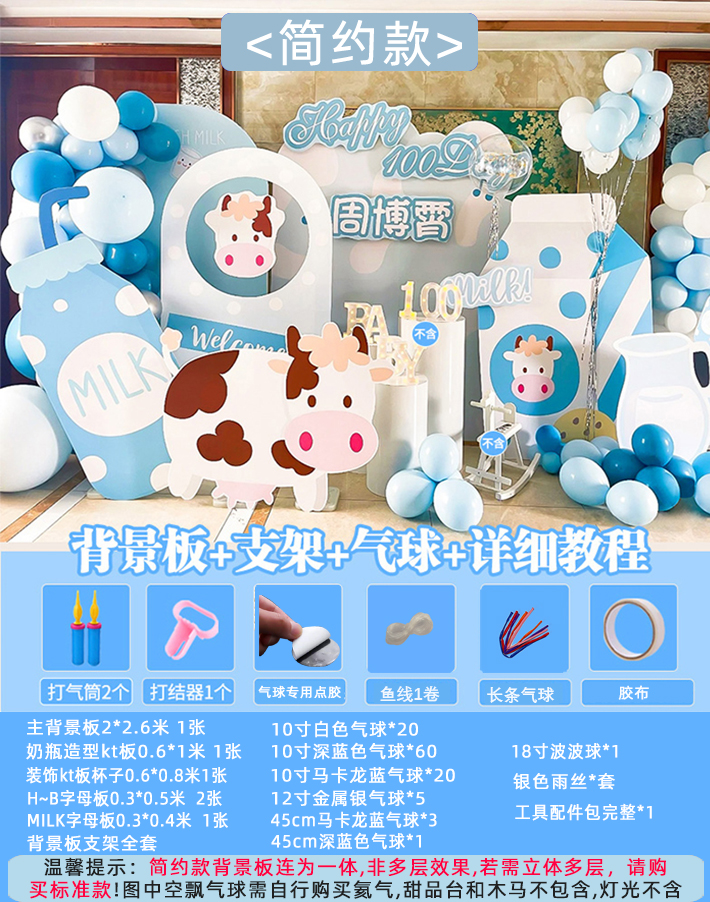 <简约款>
TH MILK
Happy
100Days
周博霄
MILK
Welcome
BABY
100
Milk!
不含
不含
背景板+支架+气球+详细教程
打气筒2个
打结器1个
气球专用点胶
鱼线1卷
长条气球
胶布
主背景板2*2.6米 1张
奶瓶造型kt板0.6*1米 1张
装饰kt板杯子0.6*0.8米1张
H~B字母板0.3*0.5米 2张
MILK字母板0.3*0.4米 1张
背景板支架全套
10寸白色气球*20
10寸深蓝色气球*60
10寸马卡龙蓝气球*20
12寸金属银气球*5
45cm马卡龙蓝气球*3
45cm深蓝色气球*1
18寸波波球*1
银色雨丝*套
工具配件包完整*1
温馨提示：简约款背景板连为一体,非多层效果,若需立体多层，请购
买标准款!图中空飘气球需自行购买氦气,甜品台和木马不包含,灯光不含